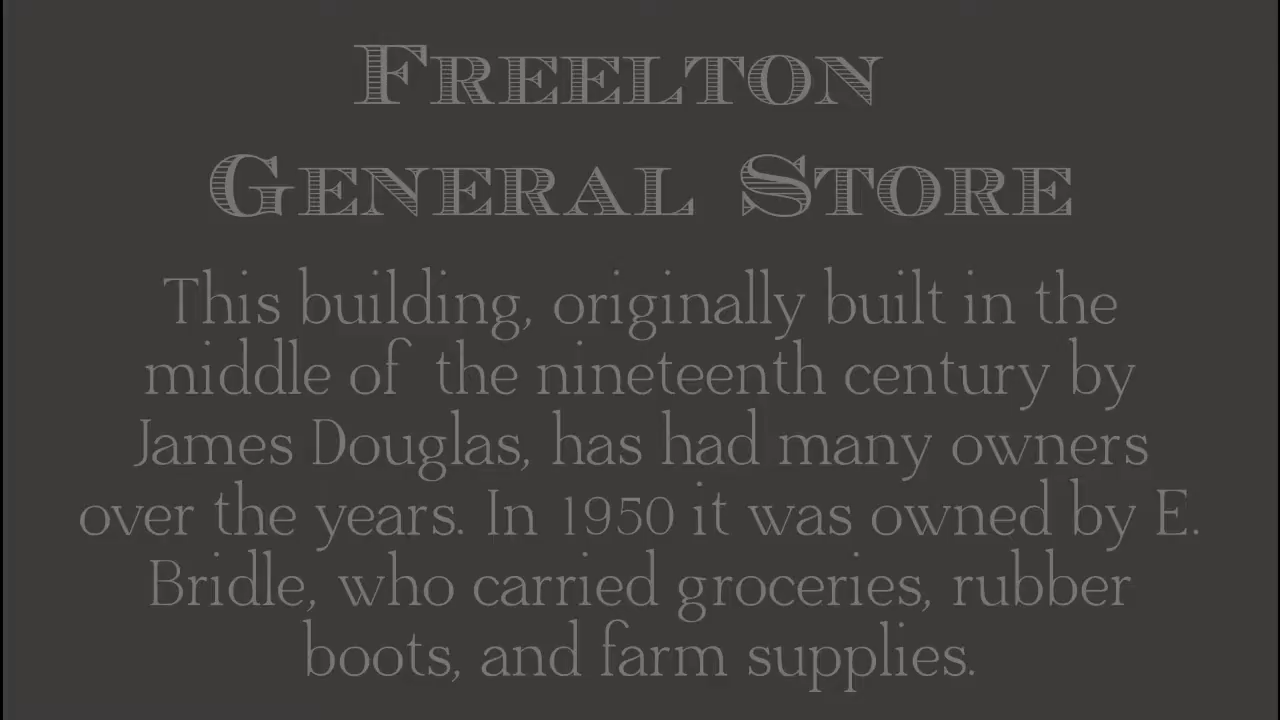 FREELTON
GENERAL STORE
This building, originally built in the
middle of the nineteenth century by
James Douglas, has had many owners
over the years. In 1950 it was owned by E.
Bridle, who carried groceries, rubber
boots, and farm supplies.